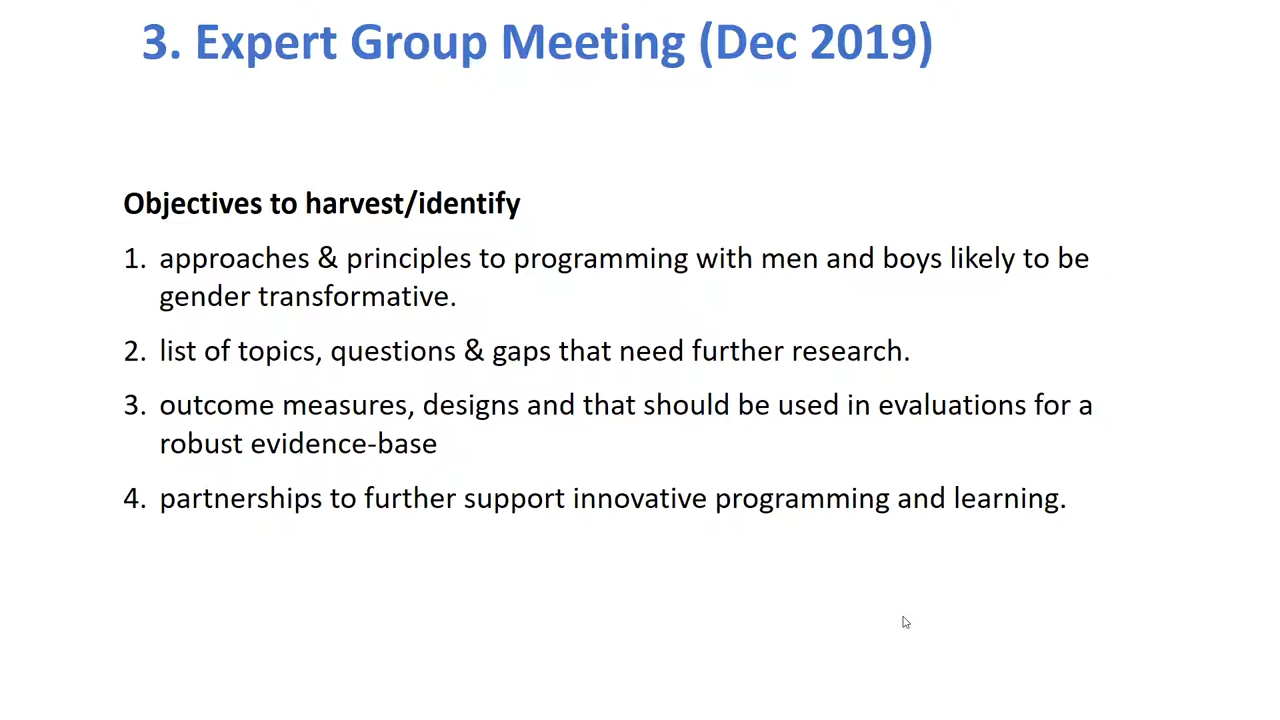 3. Expert Group Meeting (Dec 2019)
Objectives to harvest/identify
1. approaches & principles to programming with men and boys likely to be
gender transformative.
2. list of topics, questions & gaps that need further research.
3. outcome measures, designs and that should be used in evaluations for a
robust evidence-base
4. partnerships to further support innovative programming and learning.